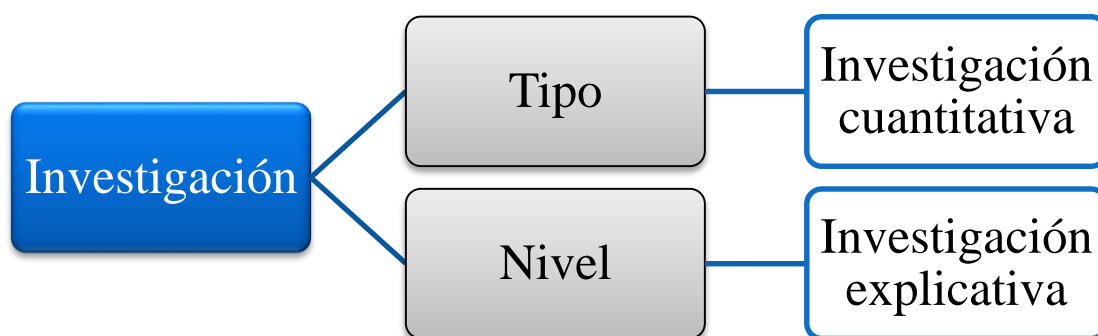 Investigación
Tipo
Investigación
cuantitativa
Nivel
Investigación
explicativa